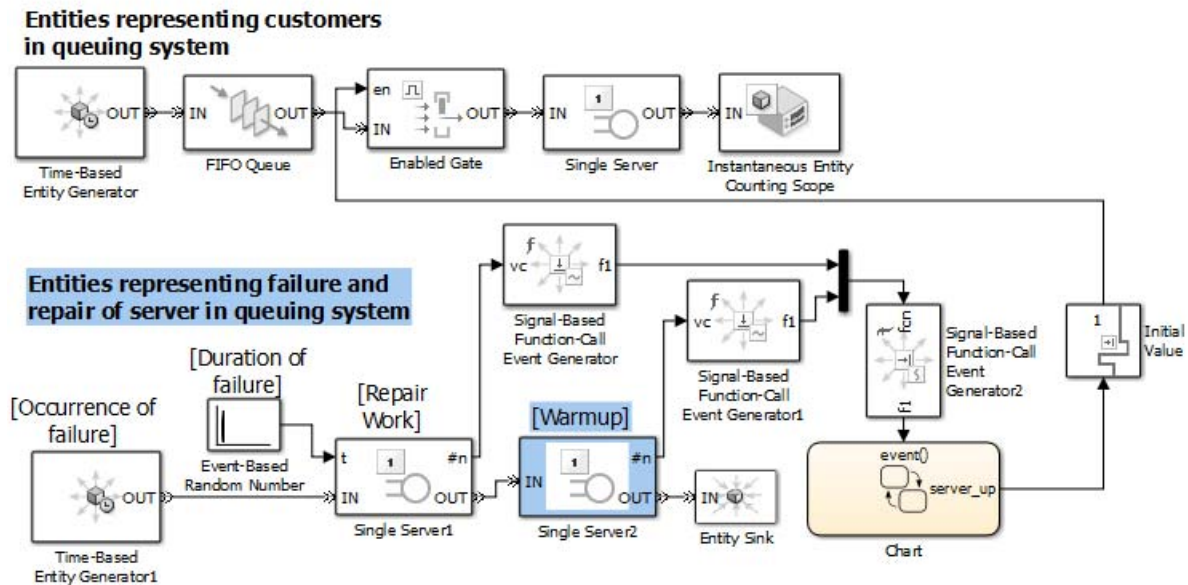 Entities representing customers
in queuing system
OUT
Time-Based
Entity Generator
IN
OUT
FIFO Queue
en
IN
OUT
Enabled Gate
1
IN
OUT
Single Server
IN
Instantaneous Entity
Counting Scope
Entities representing failure and
repair of server in queuing system
f
vc
f1
Signal-Based
Function-Call
Event Generator
f
vc
f1
Signal-Based
Function-Call
Event Generator1
fcn
f1
Signal-Based
Function-Call
Event
Generator2
1
Initial
Value
[Occurrence of
failure]
OUT
Time-Based
Entity Generator1
[Duration of
failure]
Event-Based
Random Number
[Repair
Work]
t
1
#n
IN
OUT
Single Server1
[Warmup]
1
#n
IN
OUT
Single Server2
IN
Entity Sink
event()
server_up
Chart